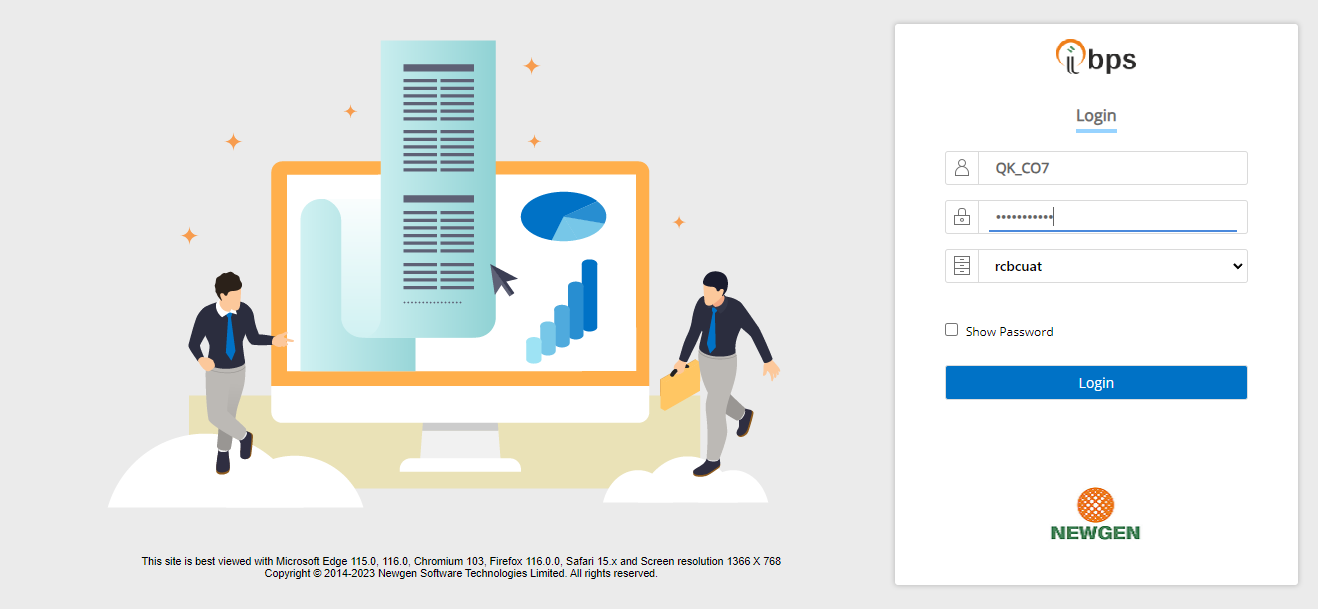 ibps
Login
QK_CO7
•••••••••••
rcbcuat
Show Password
Login
NEWGEN
This site is best viewed with Microsoft Edge 115.0, 116.0, Chromium 103, Firefox 116.0.0, Safari 15.x and Screen resolution 1366 X 768
Copyright © 2014-2023 Newgen Software Technologies Limited. All rights reserved.